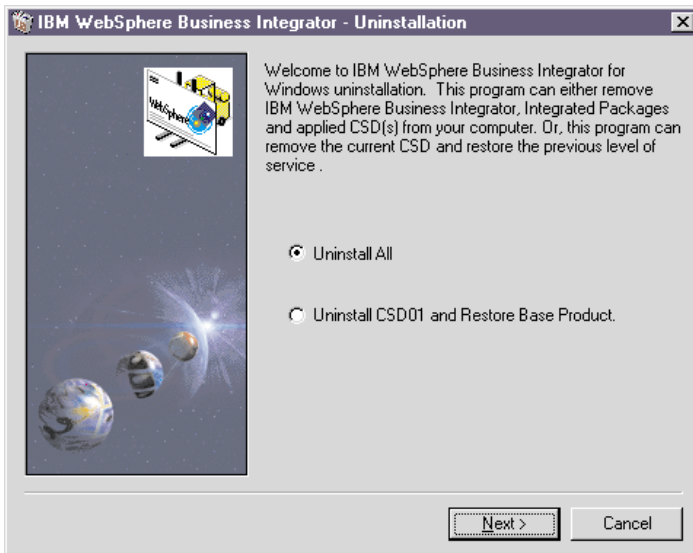 IBM WebSphere Business Integrator - Uninstallation
WebSphere
Welcome to IBM WebSphere Business Integrator for
Windows uninstallation.  This program can either remove
IBM WebSphere Business Integrator, Integrated Packages
and applied CSD(s) from your computer. Or, this program can
remove the current CSD and restore the previous level of
service .
Uninstall All
Uninstall CSD01 and Restore Base Product.
Next >
Cancel